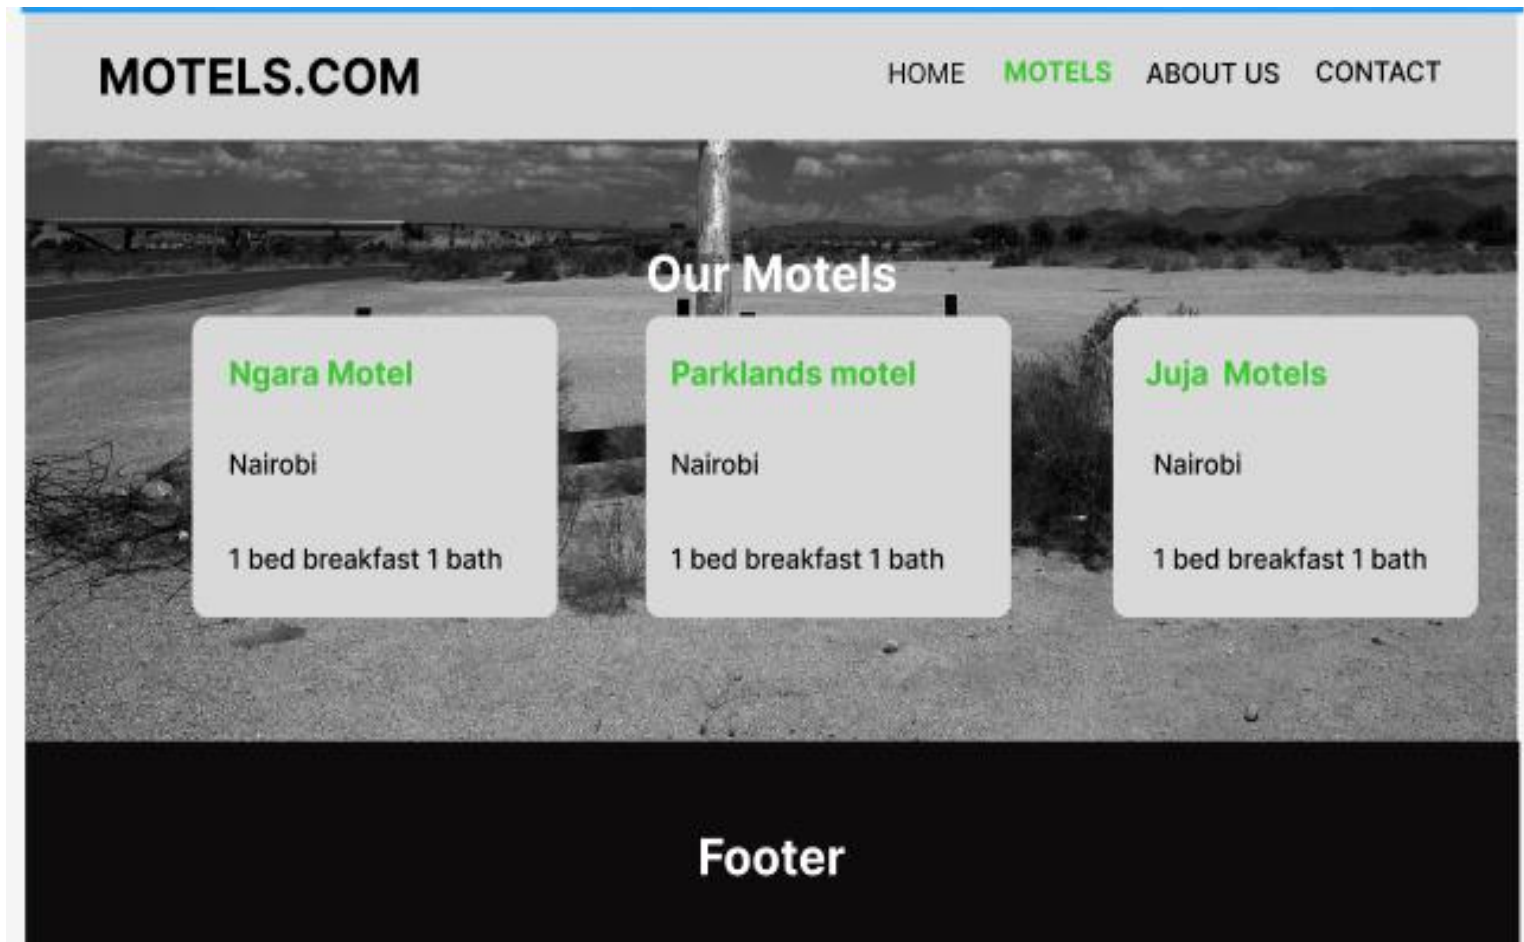 MOTELS.COM
HOME MOTELS ABOUT US CONTACT
Our Motels
Ngara Motel
Nairobi
1 bed breakfast 1 bath
Parklands motel
Nairobi
1 bed breakfast 1 bath
Juja Motels
Nairobi
1 bed breakfast 1 bath
Footer